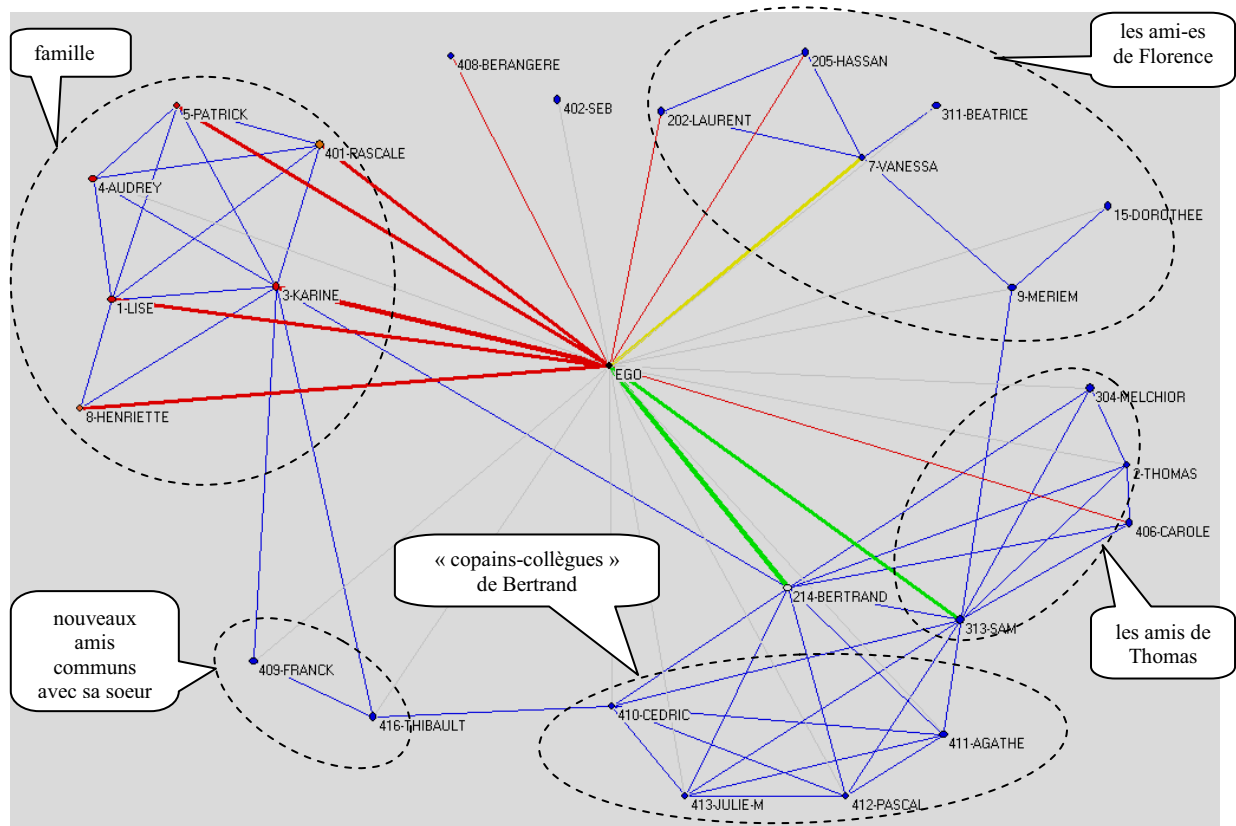 famille
les ami-es
de Florence
408-BERANGERE
205-HASSAN
402-SEB
5-PATRICK
202-LAURENT
311-BEATRICE
401-RASCALE
7-VANESSA
4-AUDREY
15-DOROTHEE
3-KARINE
9-MERIEM
1-LISE
EGO
304-MELCHIOR
8-HENRIETTE
2-THOMAS
406-CAROLE
« copains-collègues »
de Bertrand
214-BERTRAND
nouveaux
amis
communs
avec sa soeur
313-SAM
les amis de
Thomas
409-FRANCK
416-THIBAULT
410-CEDRIC
411-AGATHE
413-JULIE-M
412-PASCAL